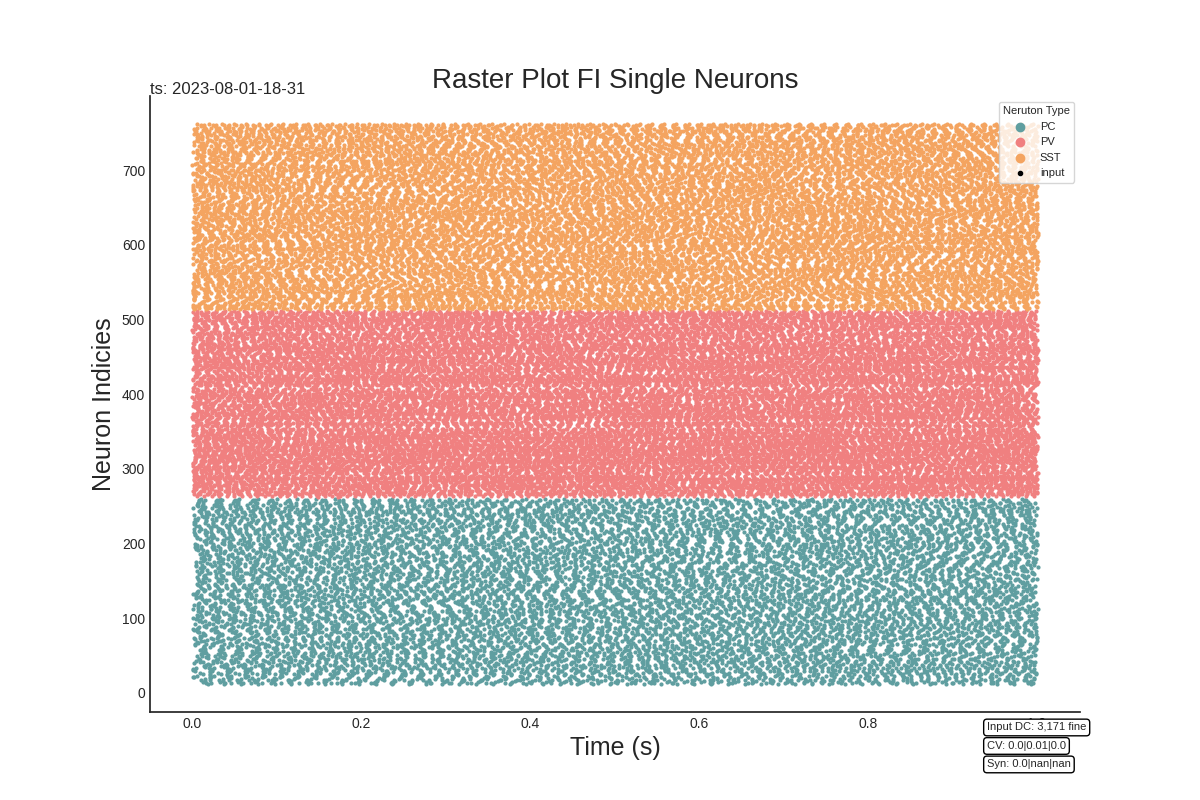 Raster Plot FI Single Neurons
ts: 2023-08-01-18-31
Neruton Type
PC
PV
SST
input
Neuron Indicies
700
600
500
400
300
200
100
0
0.0 0.2 0.4 0.6 0.8
Time (s)
Input DC: 3,171 fine
CV: 0.0|0.01|0.0
Syn: 0.0|nan|nan